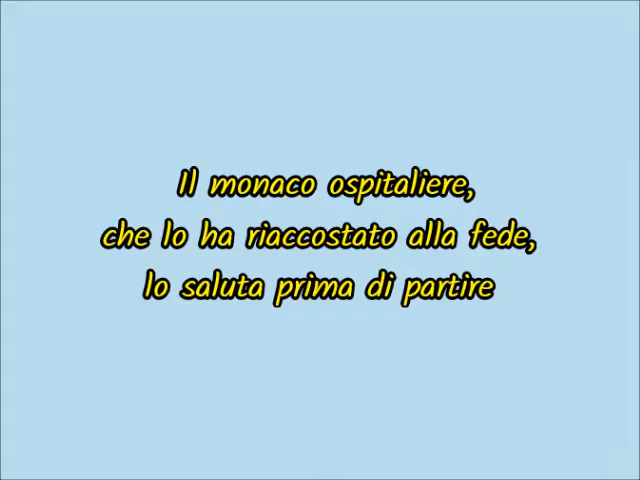 Il monaco ospitaliere,
che lo ha riaccostato alla fede,
lo saluta prima di partire